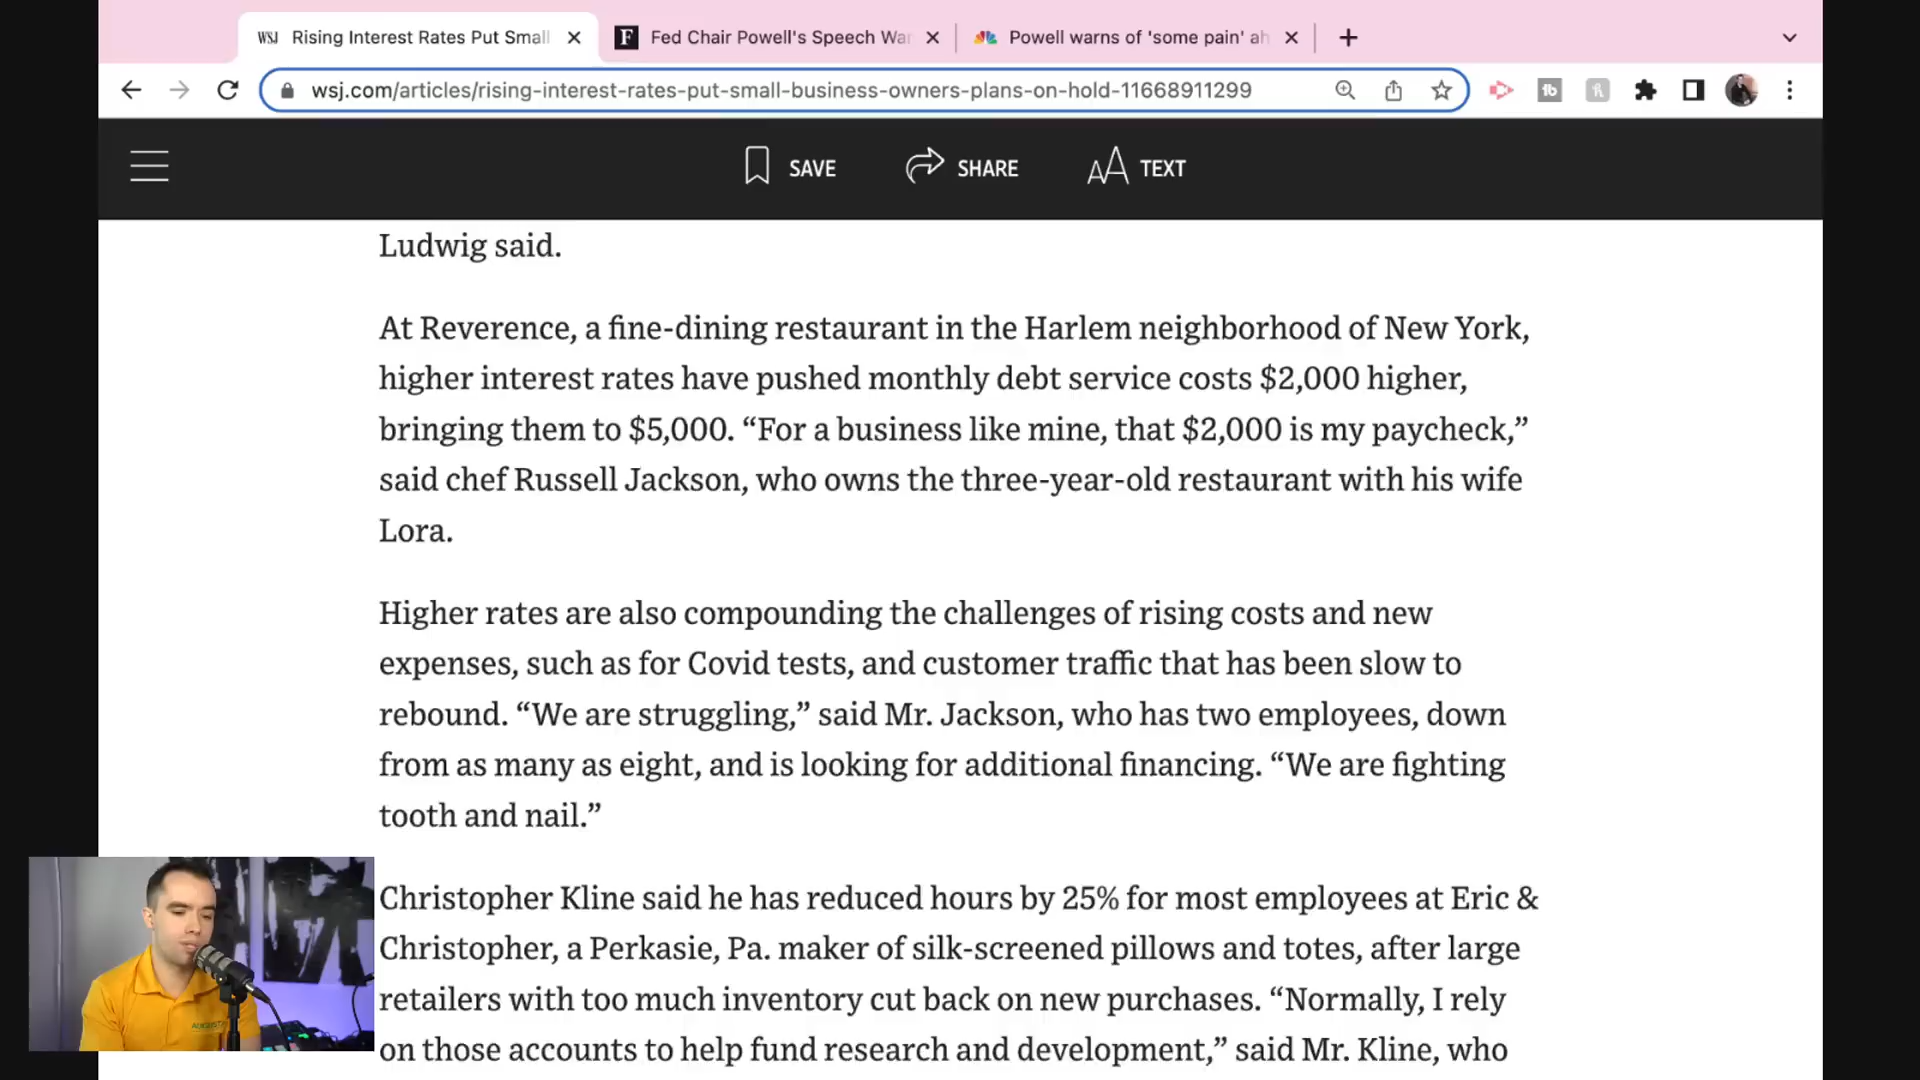 WSJ Rising Interest Rates Put Small
F Fed Chair Powell's Speech War
Powell warns of 'some pain' ah
wsj.com/articles/rising-interest-rates-put-small-business-owners-plans-on-hold-11668911299
SAVE
SHARE
AA TEXT
Ludwig said.
At Reverence, a fine-dining restaurant in the Harlem neighborhood of New York,
higher interest rates have pushed monthly debt service costs $2,000 higher,
bringing them to $5,000. “For a business like mine, that $2,000 is my paycheck,”
said chef Russell Jackson, who owns the three-year-old restaurant with his wife
Lora.
Higher rates are also compounding the challenges of rising costs and new
expenses, such as for Covid tests, and customer traffic that has been slow to
rebound. “We are struggling,” said Mr. Jackson, who has two employees, down
from as many as eight, and is looking for additional financing. “We are fighting
tooth and nail.”
Christopher Kline said he has reduced hours by 25% for most employees at Eric &
Christopher, a Perkasie, Pa. maker of silk-screened pillows and totes, after large
retailers with too much inventory cut back on new purchases. “Normally, I rely
on those accounts to help fund research and development,” said Mr. Kline, who